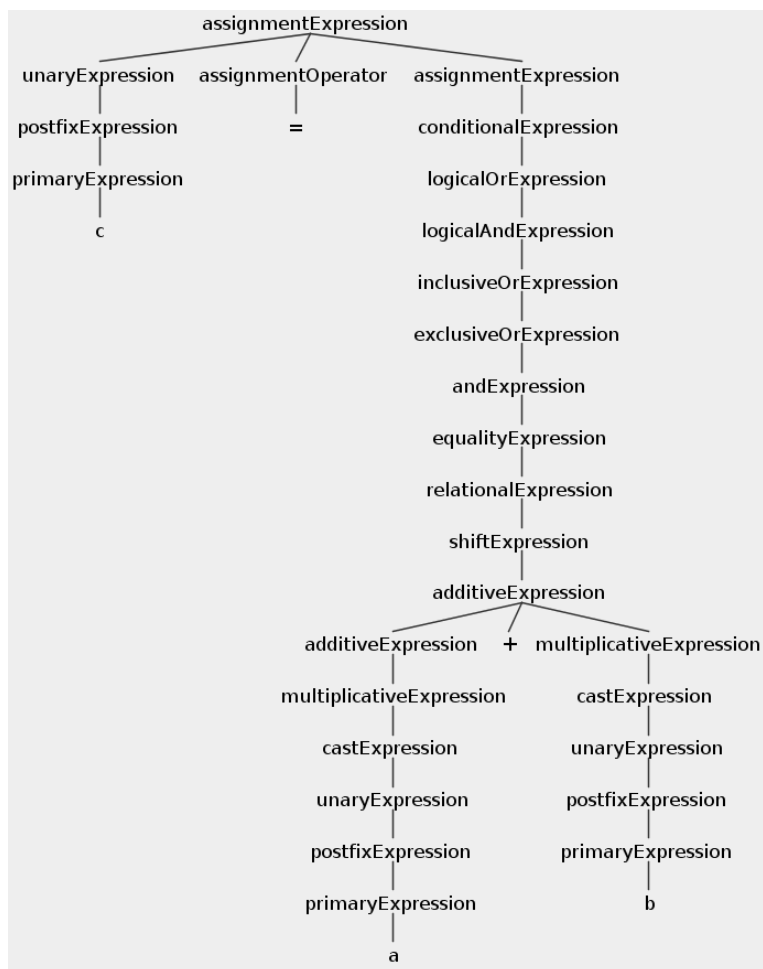 assignmentExpression
unaryExpression assignmentOperator assignmentExpression
postfixExpression = conditionalExpression
primaryExpression logicalOrExpression
c logicalAndExpression
inclusiveOrExpression
exclusiveOrExpression
andExpression
equalityExpression
relationalExpression
shiftExpression
additiveExpression
additiveExpression + multiplicativeExpression
multiplicativeExpression castExpression
castExpression unaryExpression
unaryExpression postfixExpression
postfixExpression primaryExpression
primaryExpression b
a